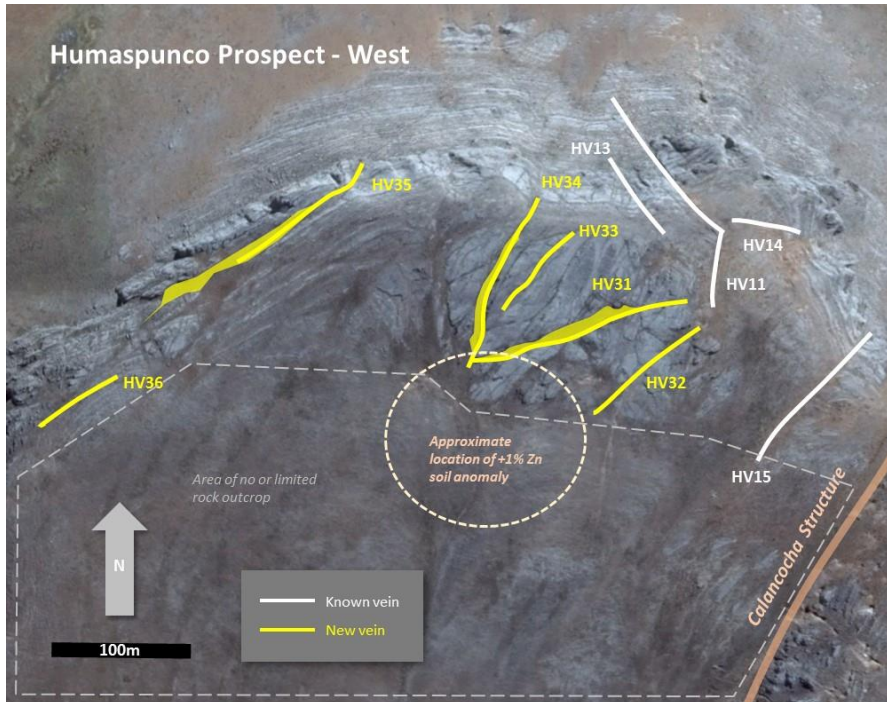 Humaspunco Prospect - West
HV13
HV35
HV34
HV33
HV14
HV31
HV11
HV36
HV32
Approximate
location of +1% Zn
soil anomaly
HV15
Area of no or limited
rock outcrop
Calancocha Structure
N
Known vein
New vein
100m